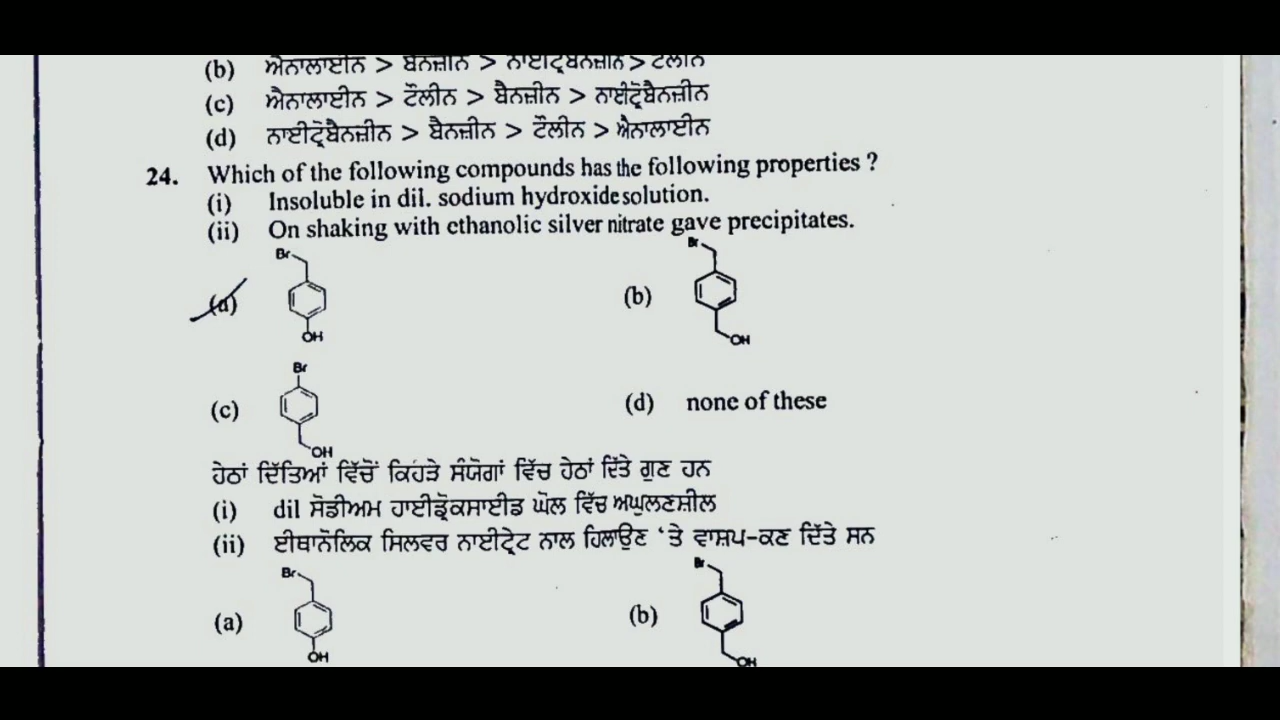 (b) ਐਨਾਲਾਈਨ > ਬੈਨਜ਼ੀਨ > ਨਾਈਟ੍ਰੋਬੈਨਜ਼ੀਨ > ਟੌਲੀਨ
(c) ਐਨਾਲਾਈਨ > ਟੌਲੀਨ > ਬੈਨਜ਼ੀਨ > ਨਾਈਟ੍ਰੋਬੈਨਜ਼ੀਨ
(d) ਨਾਈਟ੍ਰੋਬੈਨਜ਼ੀਨ > ਬੈਨਜ਼ੀਨ > ਟੌਲੀਨ > ਐਨਾਲਾਈਨ
24. Which of the following compounds has the following properties ?
(i) Insoluble in dil. sodium hydroxide solution.
(ii) On shaking with ethanolic silver nitrate gave precipitates.
(a) Br OH (b) Br OH
(c) Br OH (d) none of these
ਹੇਠਾਂ ਦਿੱਤਿਆਂ ਵਿੱਚੋਂ ਕਿਹੜੇ ਸੰਯੋਗਾਂ ਵਿੱਚ ਹੇਠਾਂ ਦਿੱਤੇ ਗੁਣ ਹਨ
(i) dil ਸੋਡੀਅਮ ਹਾਈਡ੍ਰੋਕਸਾਈਡ ਘੋਲ ਵਿੱਚ ਅਘੁਲਣਸ਼ੀਲ
(ii) ਈਥਾਨੋਲਿਕ ਸਿਲਵਰ ਨਾਈਟ੍ਰੇਟ ਨਾਲ ਹਿਲਾਉਣ 'ਤੇ ਵਾਸ਼ਪ-ਕਣ ਦਿੱਤੇ ਸਨ
(a) Br OH (b) Br OH